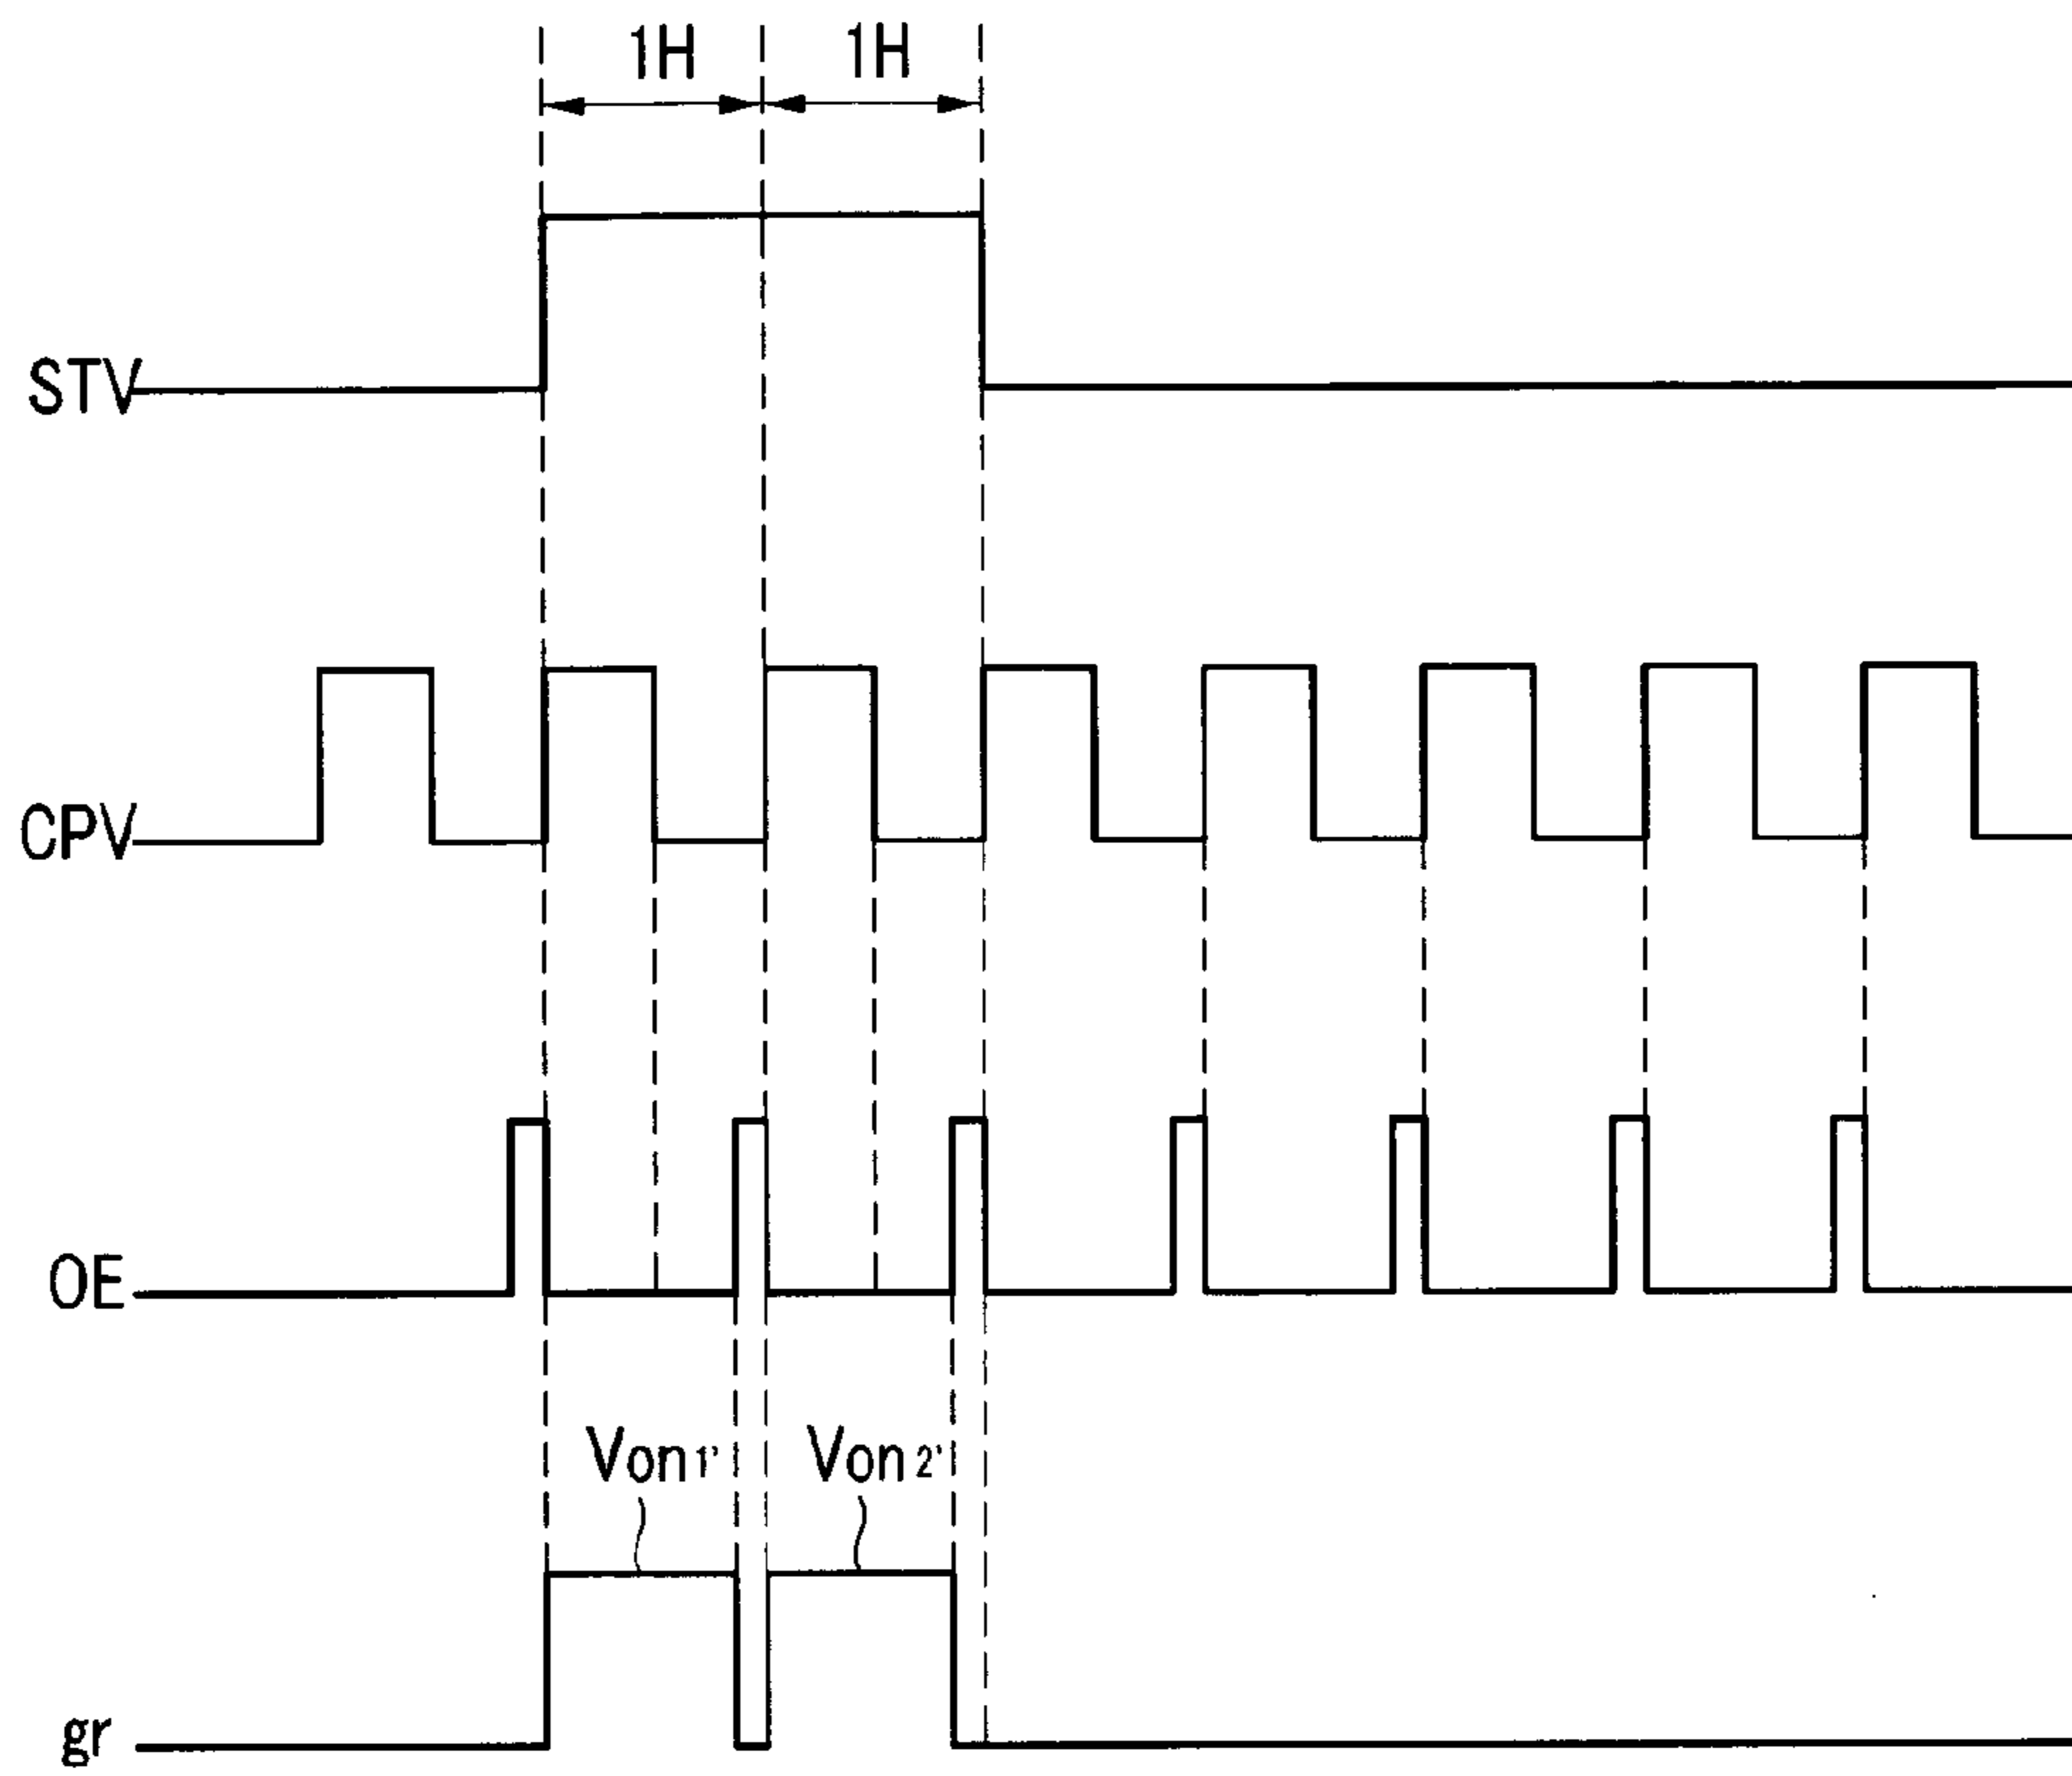 1H 1H
STV
CPV
OE
Von1' Von2'
gr